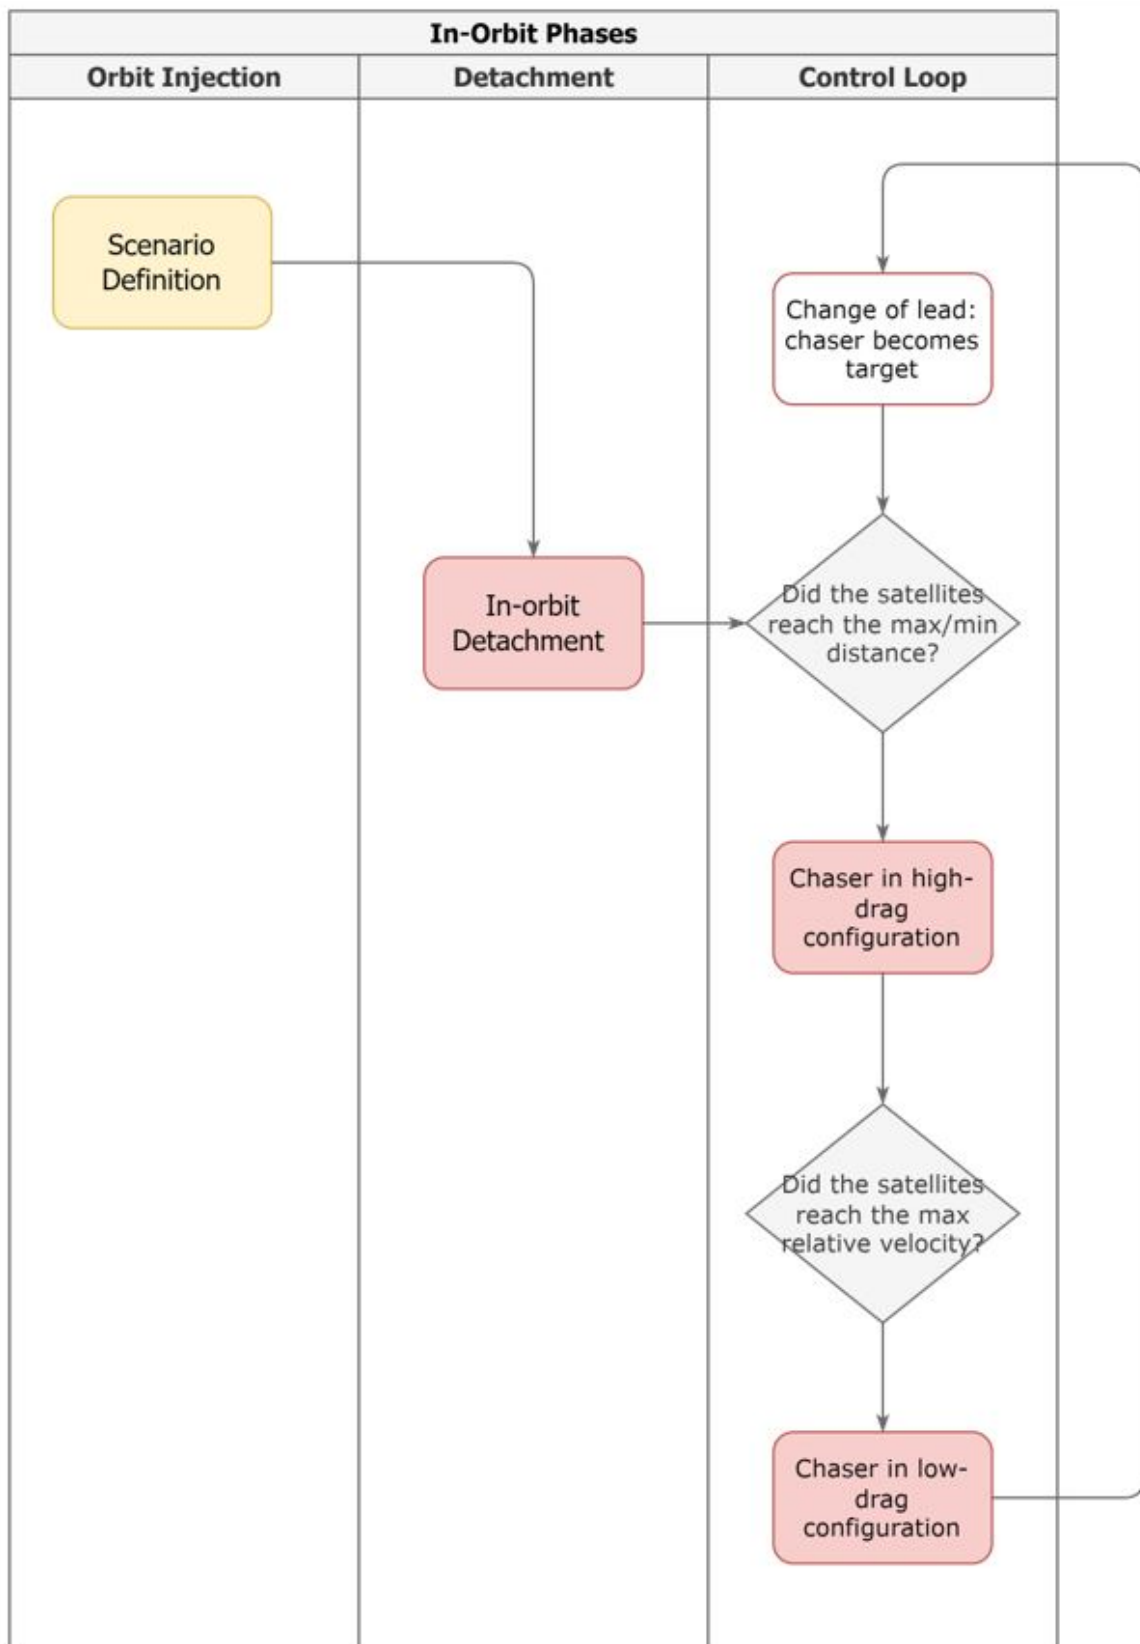 In-Orbit Phases
Orbit Injection
Detachment
Control Loop
Scenario
Definition
In-orbit
Detachment
Change of lead:
chaser becomes
target
Did the satellites
reach the max/min
distance?
Chaser in high-
drag
configuration
Did the satellites
reach the max
relative velocity?
Chaser in low-
drag
configuration